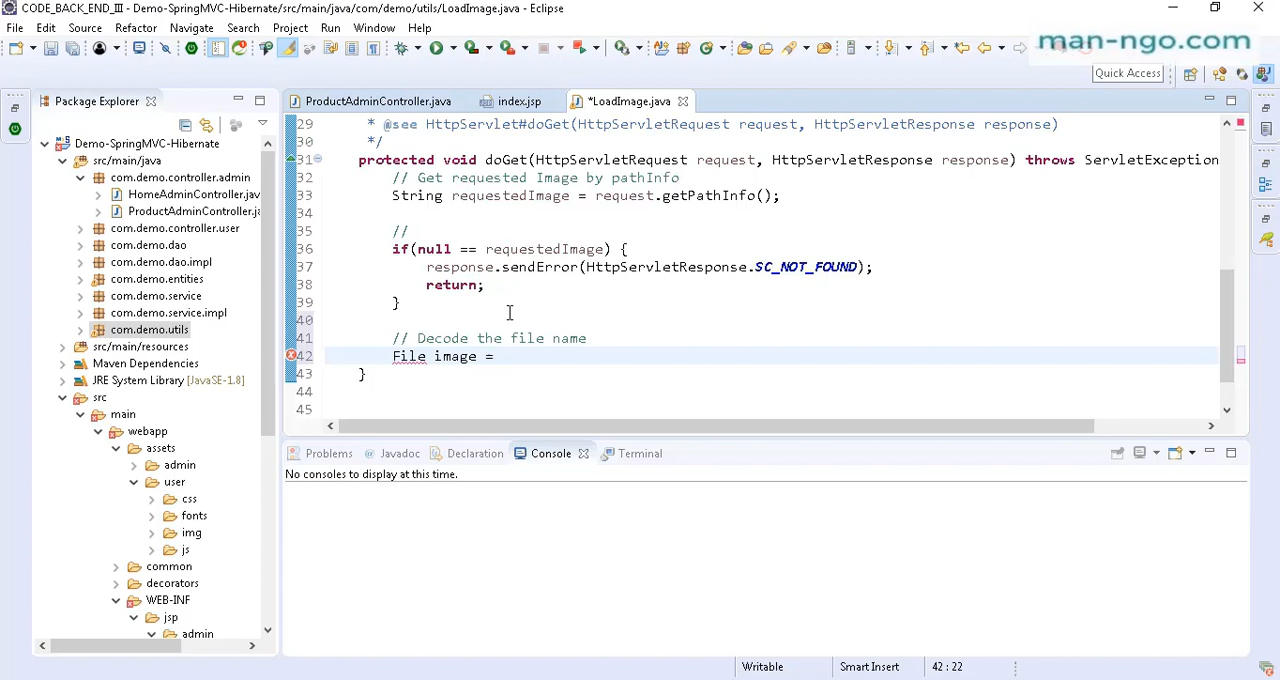 CODE_BACK_END_III - Demo-SpringMVC-Hibernate/src/main/java/com/demo/utils/LoadImage.java - Eclipse
File Edit Source Refactor Navigate Search Project Run Window Help
man-ngo.com
Quick Access
Package Explorer
ProductAdminController.java index.jsp *LoadImage.java
Demo-SpringMVC-Hibernate
src/main/java
com.demo.controller.admin
HomeAdminController.jav
ProductAdminController.ja
com.demo.controller.user
com.demo.dao
com.demo.dao.impl
com.demo.entities
com.demo.service
com.demo.service.impl
com.demo.utils
src/main/resources
Maven Dependencies
JRE System Library [JavaSE-1.8]
src
main
webapp
assets
admin
user
css
fonts
img
js
common
decorators
WEB-INF
jsp
admin
29 * @see HttpServlet#doGet(HttpServletRequest request, HttpServletResponse response)
30 */
31 protected void doGet(HttpServletRequest request, HttpServletResponse response) throws ServletException
32 // Get requested Image by pathInfo
33 String requestedImage = request.getPathInfo();
34
35 //
36 if(null == requestedImage) {
37 response.sendError(HttpServletResponse.SC_NOT_FOUND);
38 return;
39 }
40
41 // Decode the file name
42 File image =
43 }
44
45
Problems Javadoc Declaration Console Terminal
No consoles to display at this time.
Writable Smart Insert 42 : 22